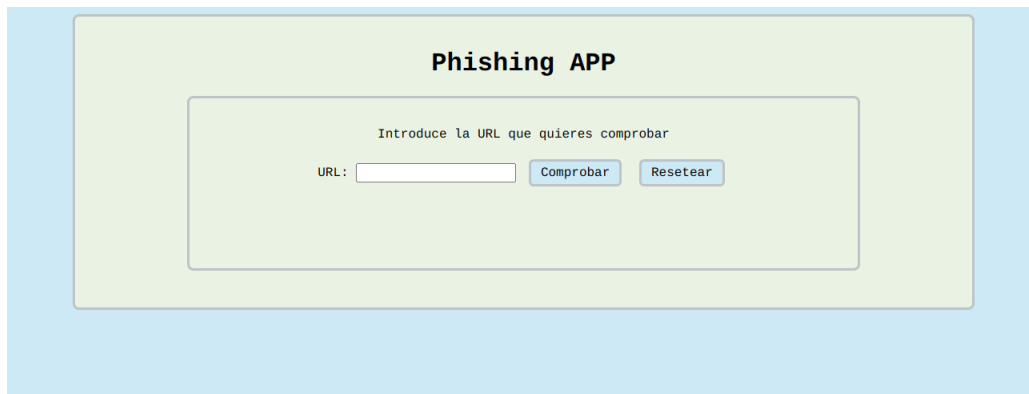 Phishing APP
Introduce la URL que quieres comprobar
URL: Comprobar Resetear